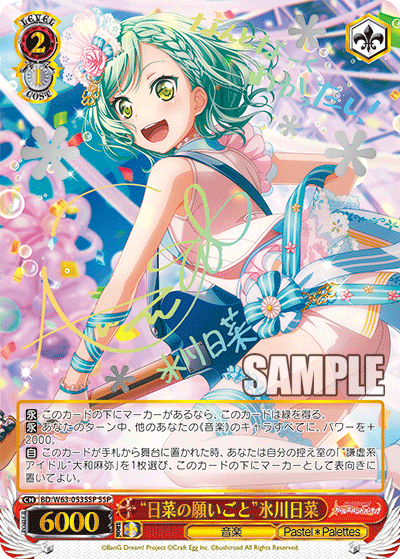 LEVEL
2
1
COST
氷川日菜
SAMPLE
永 このカードの下にマーカーがあるなら、このカードは緑を得る。
永 あなたのターン中、他のあなたの《音楽》のキャラすべてに、パワーを+
2000。
自 このカードが手札から舞台に置かれた時、あなたは自分の控え室の「“謙虚系
アイドル”大和麻弥」を1枚選び、このカードの下にマーカーとして表向きに
置いてよい。
CH BD/W63-053SSP SSP
6000
SOUL
“日菜の願いごと”氷川日菜
音楽
Pastel*Palettes
©BanG Dream! Project ©Craft Egg Inc. ©bushiroad All Rights Reserved.